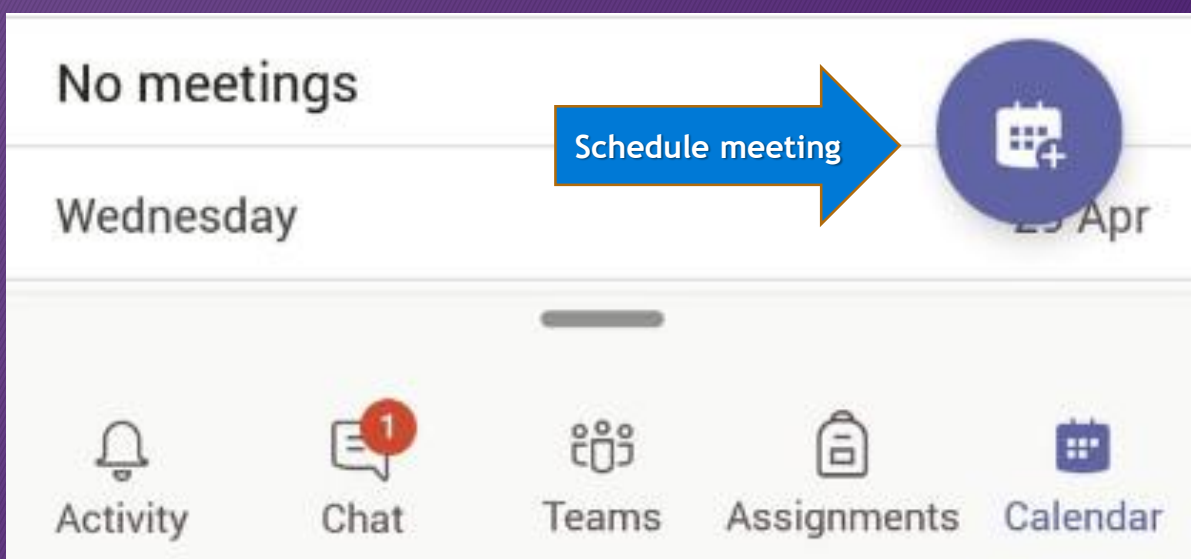 No meetings
Schedule meeting
Wednesday
Apr
1
Activity
Chat
Teams
Assignments
Calendar